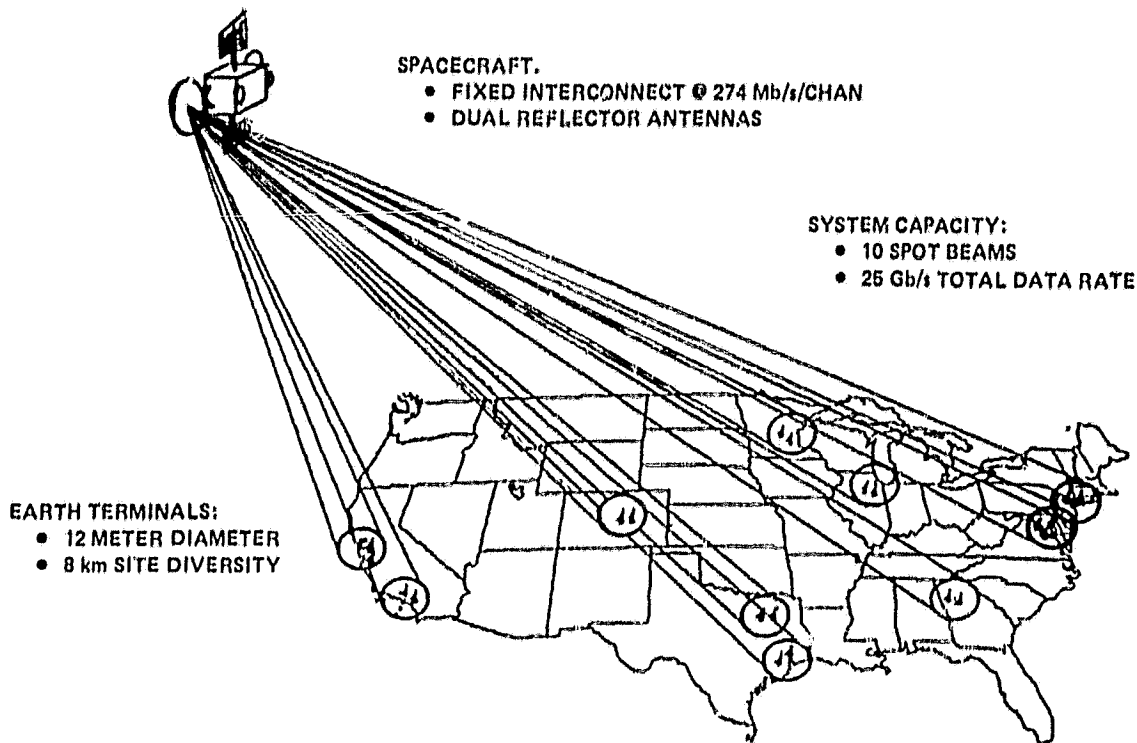 SPACECRAFT.
• FIXED INTERCONNECT @ 274 Mb/s/CHAN
• DUAL REFLECTOR ANTENNAS
SYSTEM CAPACITY:
• 10 SPOT BEAMS
• 25 Gb/s TOTAL DATA RATE
EARTH TERMINALS:
• 12 METER DIAMETER
• 8 km SITE DIVERSITY